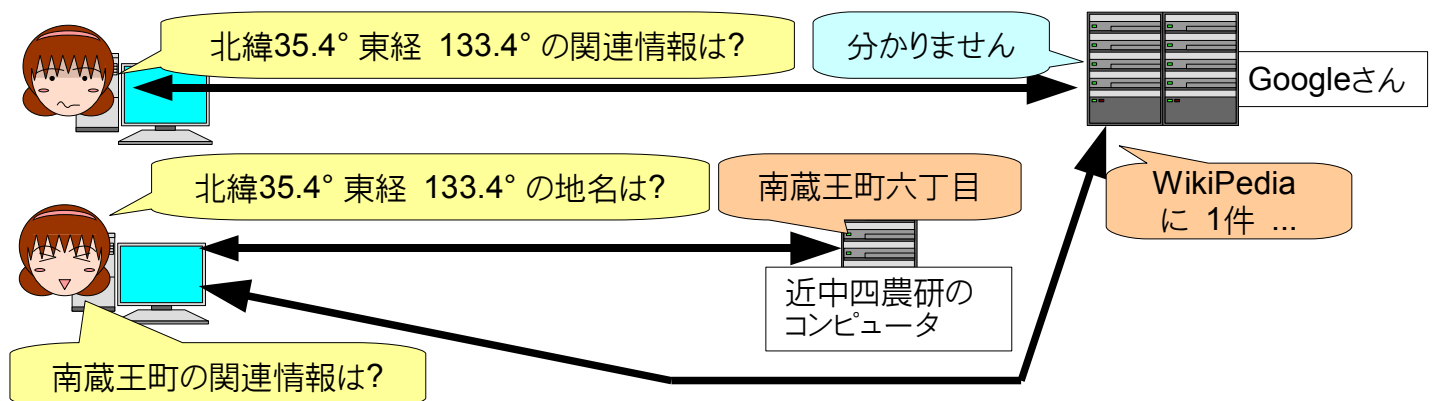 北緯35.4° 東経 133.4° の関連情報は?
分かりません
Googleさん
北緯35.4° 東経 133.4° の地名は?
南蔵王町六丁目
WikiPedia
に 1件 ...
近中四農研の
コンピュータ
南蔵王町の関連情報は?